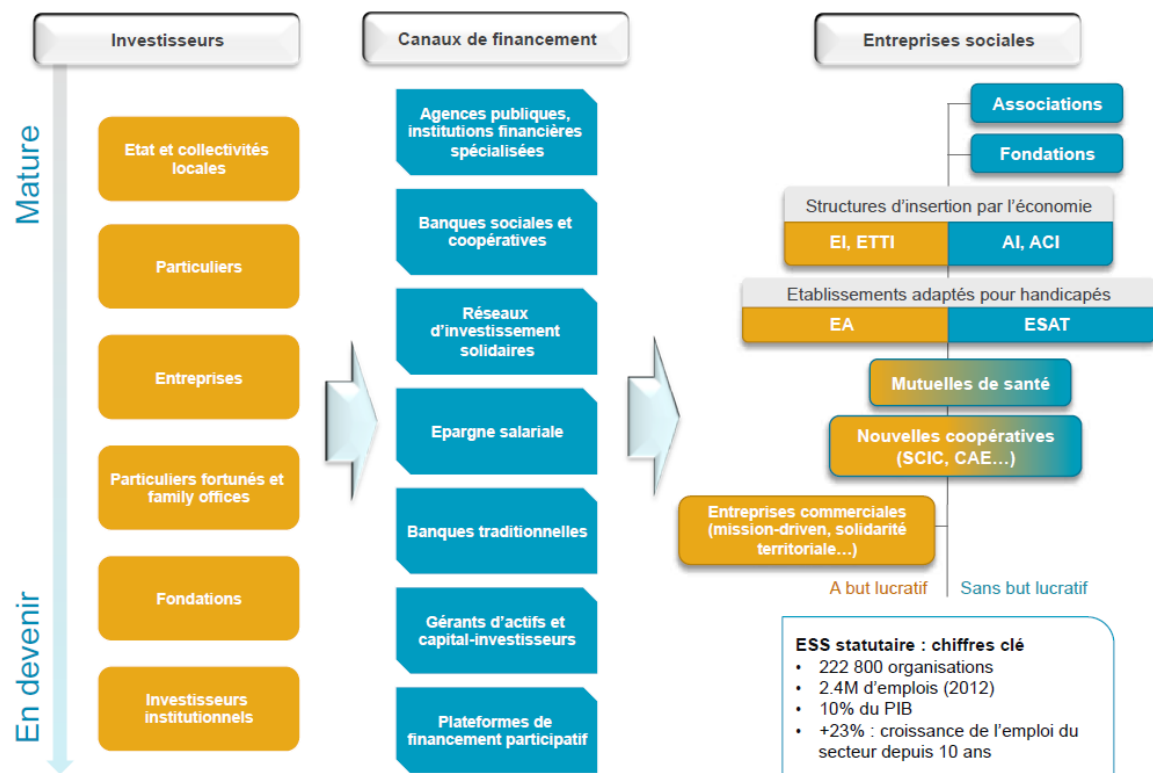 Investisseurs
Canaux de financement
Entreprises sociales
Mature
En devenir
Etat et collectivités
locales
Particuliers
Entreprises
Particuliers fortunés et
family offices
Fondations
Investisseurs
institutionnels
Agences publiques,
institutions financières
spécialisées
Banques sociales et
coopératives
Réseaux
d'investissement
solidaires
Epargne salariale
Banques traditionnelles
Gérants d'actifs et
capital-investisseurs
Plateformes de
financement participatif
Associations
Fondations
Structures d'insertion par l'économie
EI, ETTI
AI, ACI
Etablissements adaptés pour handicapés
EA
ESAT
Mutuelles de santé
Nouvelles coopératives
(SCIC, CAE…)
Entreprises commerciales
(mission-driven, solidarité
territoriale…)
A but lucratif
Sans but lucratif
ESS statutaire : chiffres clé
• 222 800 organisations
• 2.4M d'emplois (2012)
• 10% du PIB
• +23% : croissance de l'emploi du
secteur depuis 10 ans